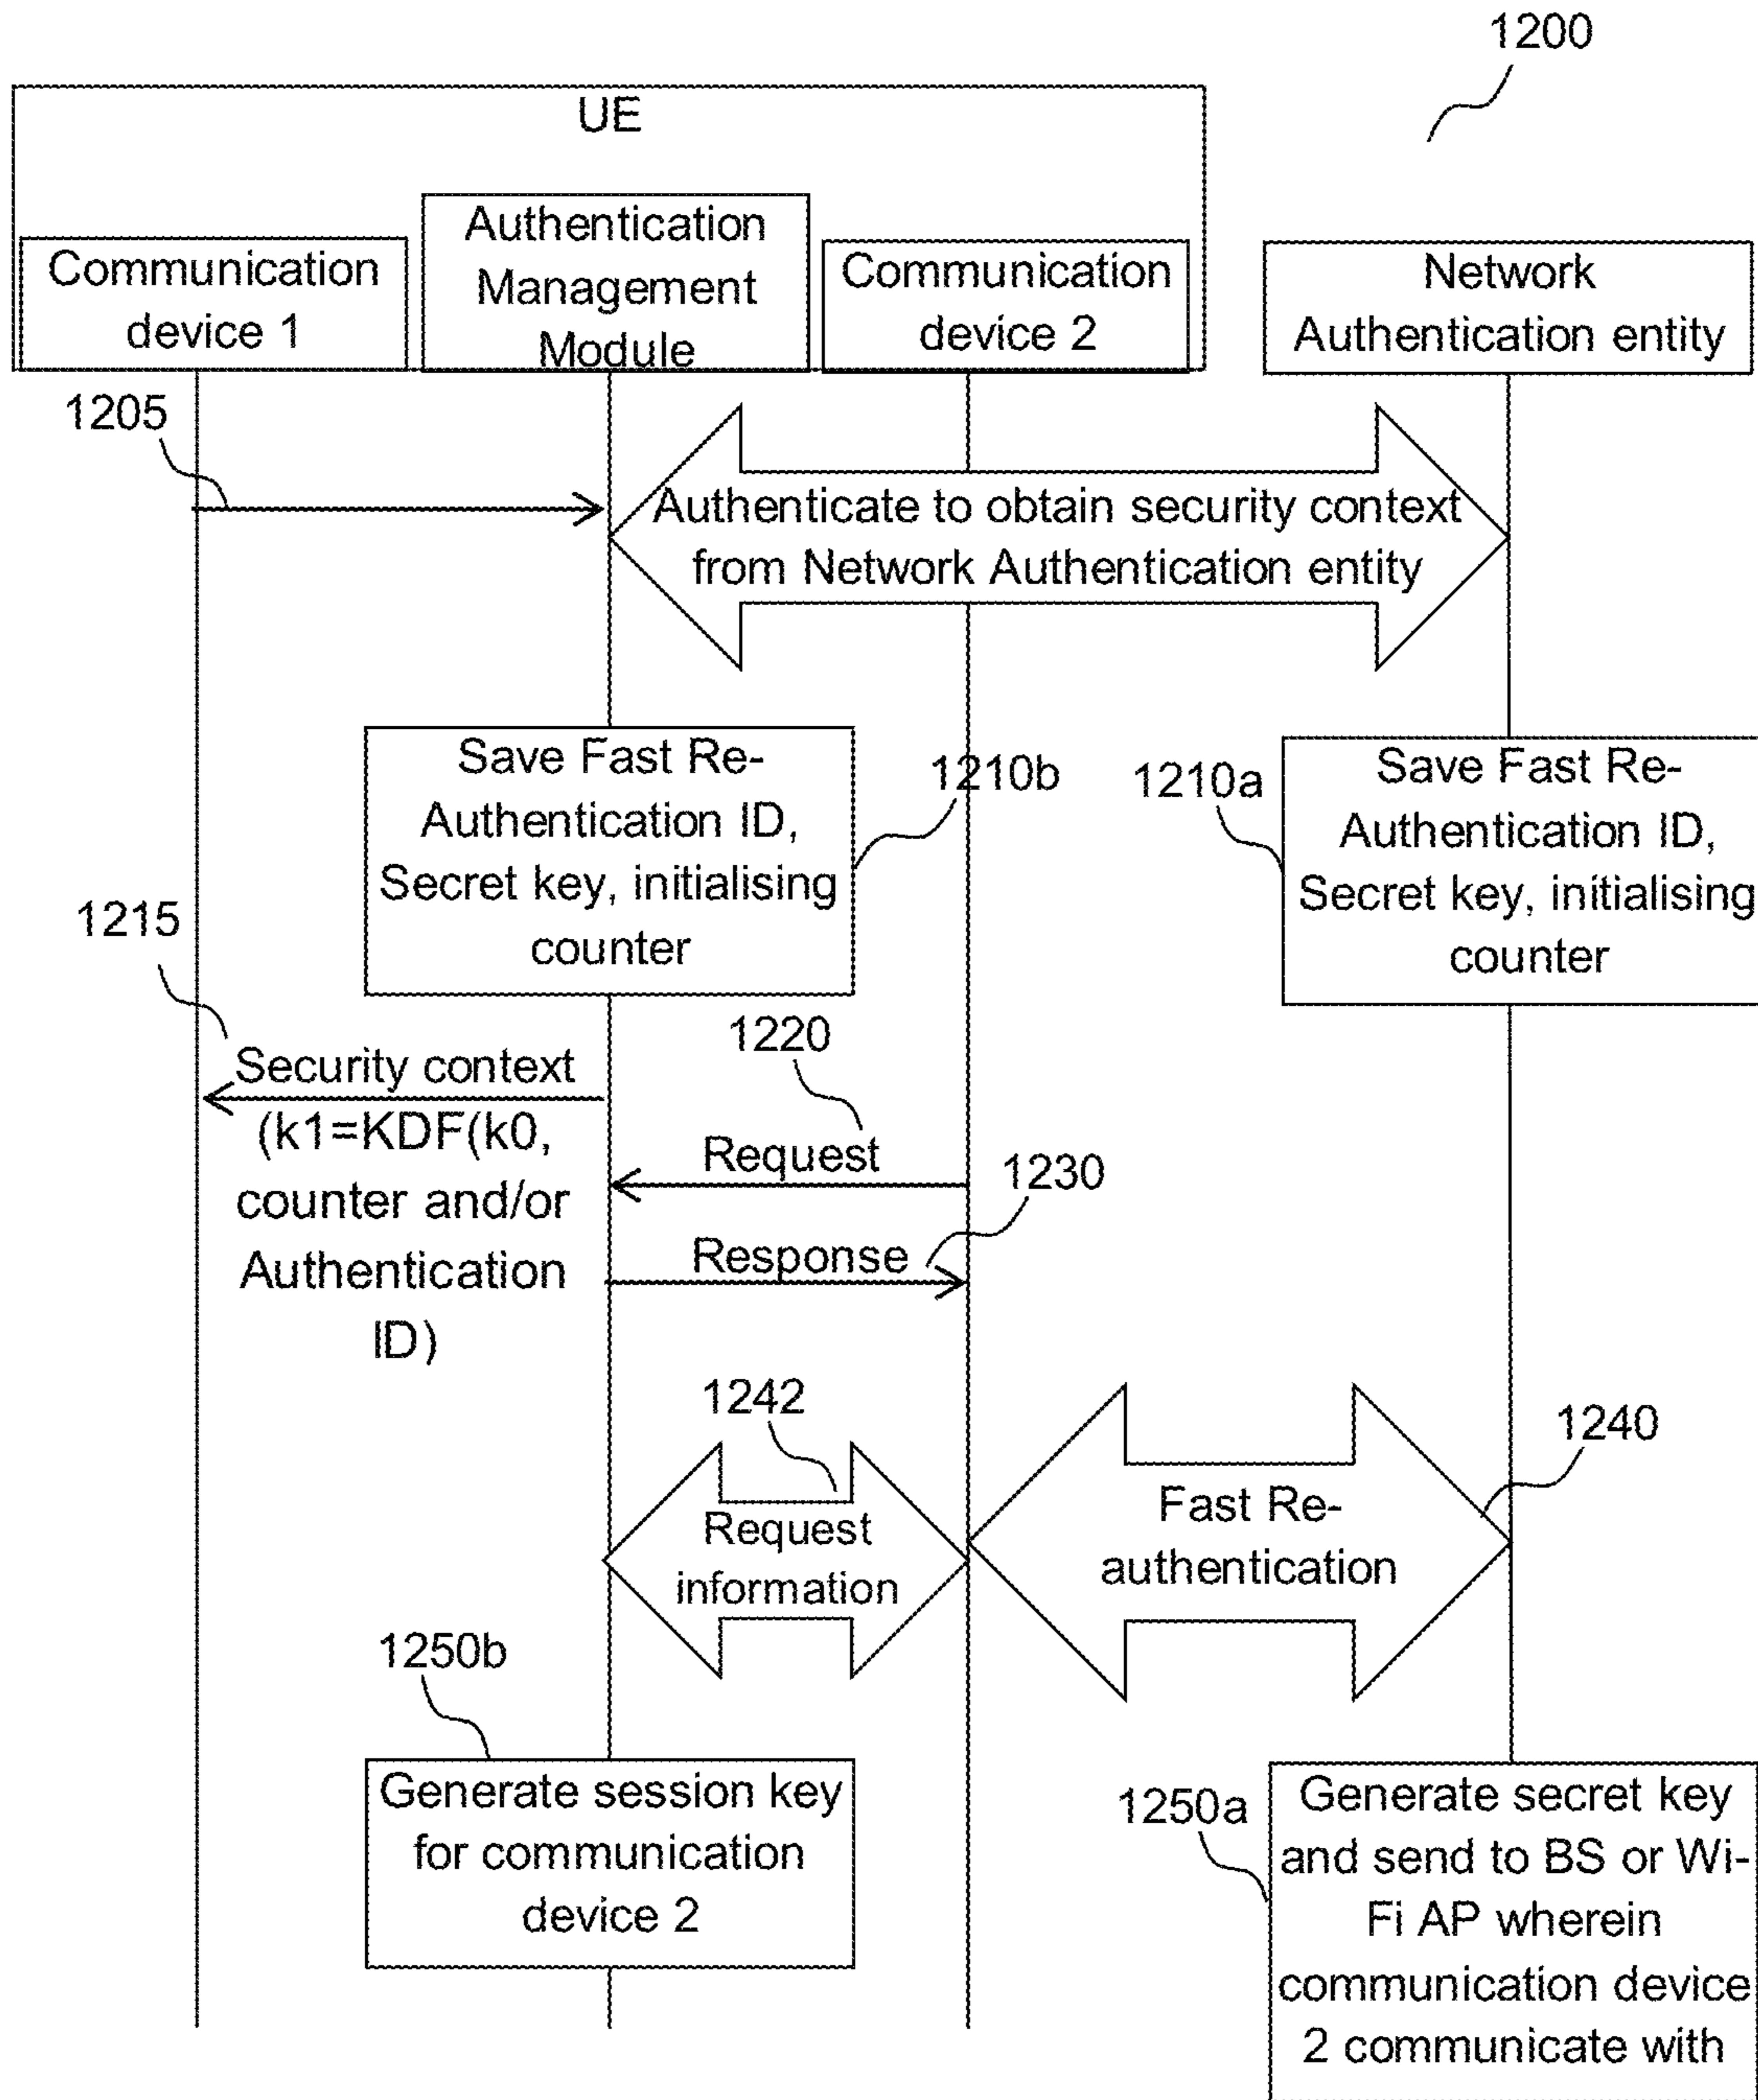 1200
UE
Communication
device 1
Authentication
Management
Module
Communication
device 2
Network
Authentication entity
1205
Authenticate to obtain security context
from Network Authentication entity
Save Fast Re-
Authentication ID,
Secret key, initialising
counter
1210b
1210a
Save Fast Re-
Authentication ID,
Secret key, initialising
counter
1215
Security context
(k1=KDF(k0,
counter and/or
Authentication
ID)
1220
Request
1230
Response
1242
Request
information
1240
Fast Re-
authentication
1250b
Generate session key
for communication
device 2
1250a
Generate secret key
and send to BS or Wi-
Fi AP wherein
communication device
2 communicate with